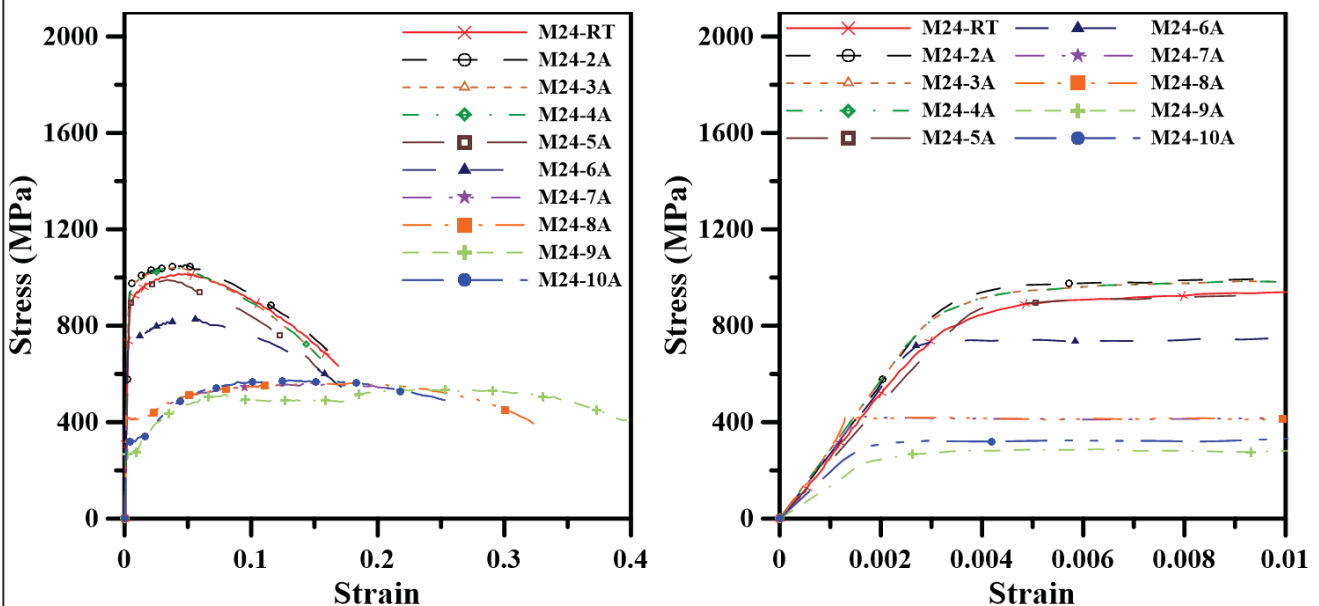 2000
1600
1200
800
400
0
Stress (MPa)
0
0.1
0.2
0.3
0.4
Strain
M24-RT
M24-2A
M24-3A
M24-4A
M24-5A
M24-6A
M24-7A
M24-8A
M24-9A
M24-10A
2000
1600
1200
800
400
0
Stress (MPa)
0
0.002
0.004
0.006
0.008
0.01
Strain
M24-RT
M24-2A
M24-3A
M24-4A
M24-5A
M24-6A
M24-7A
M24-8A
M24-9A
M24-10A